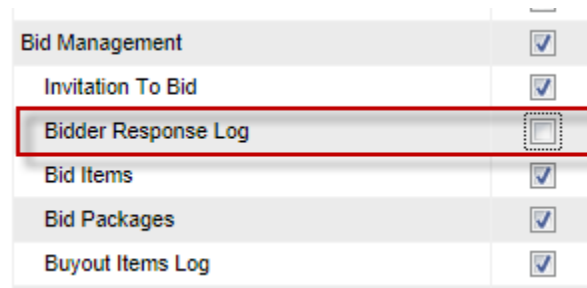 Bid Management
Invitation To Bid
Bidder Response Log
Bid Items
Bid Packages
Buyout Items Log